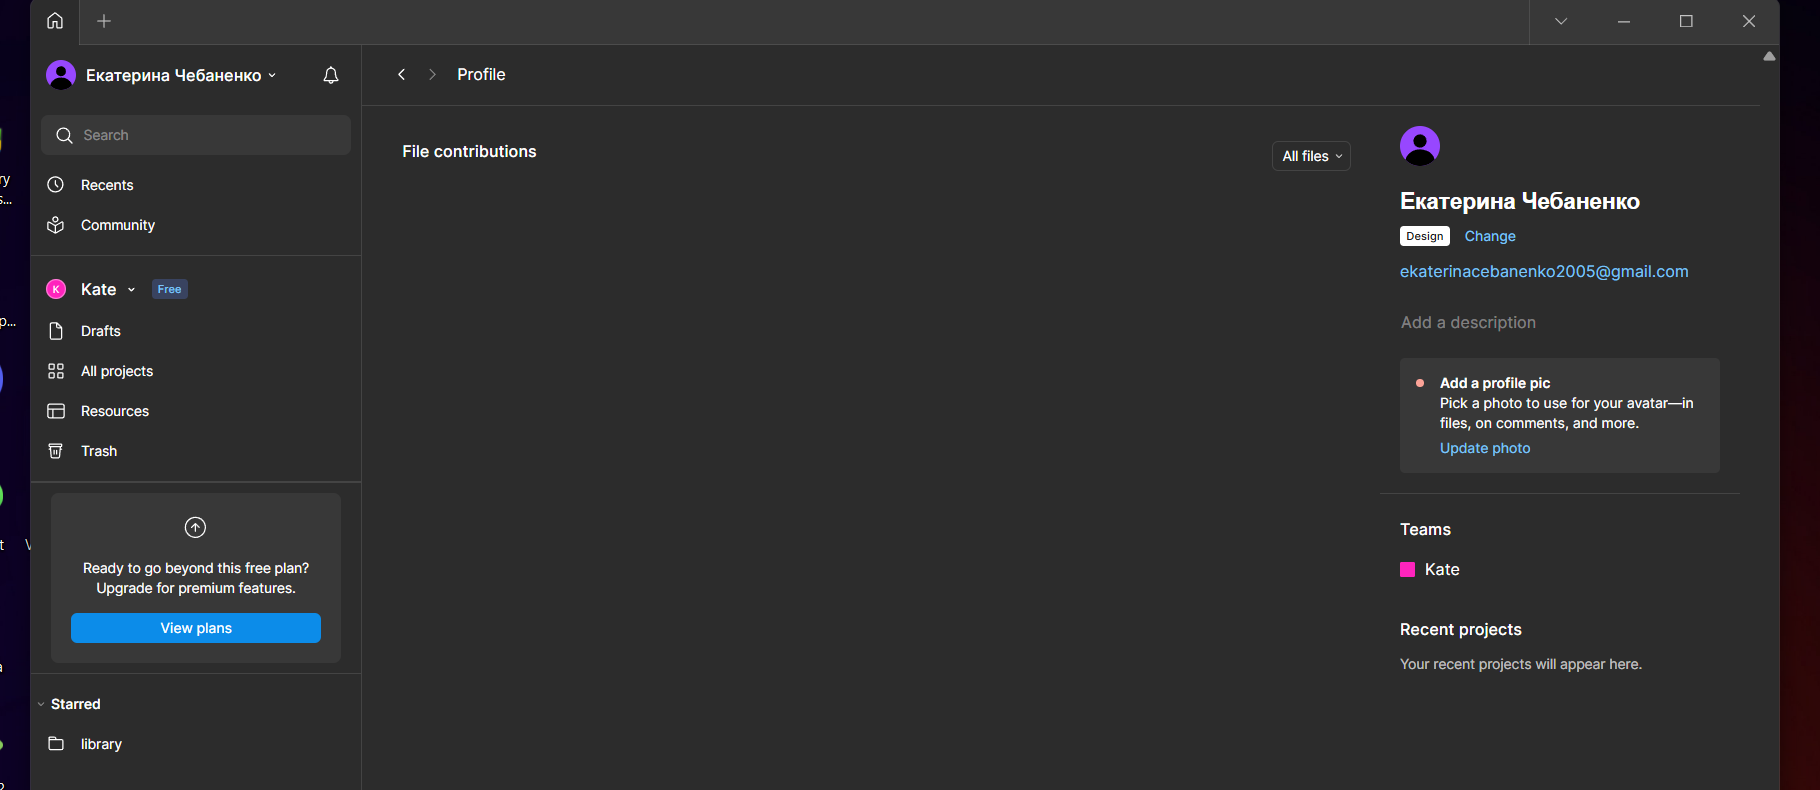 Екатерина Чебаненко
Search
Recents
Community
K
Kate
Free
Drafts
All projects
Resources
Trash
Ready to go beyond this free plan?
Upgrade for premium features.
View plans
Starred
library
Profile
File contributions
All files
Екатерина Чебаненко
Design
Change
ekaterinacebanenko2005@gmail.com
Add a description
Add a profile pic
Pick a photo to use for your avatar—in
files, on comments, and more.
Update photo
Teams
Kate
Recent projects
Your recent projects will appear here.